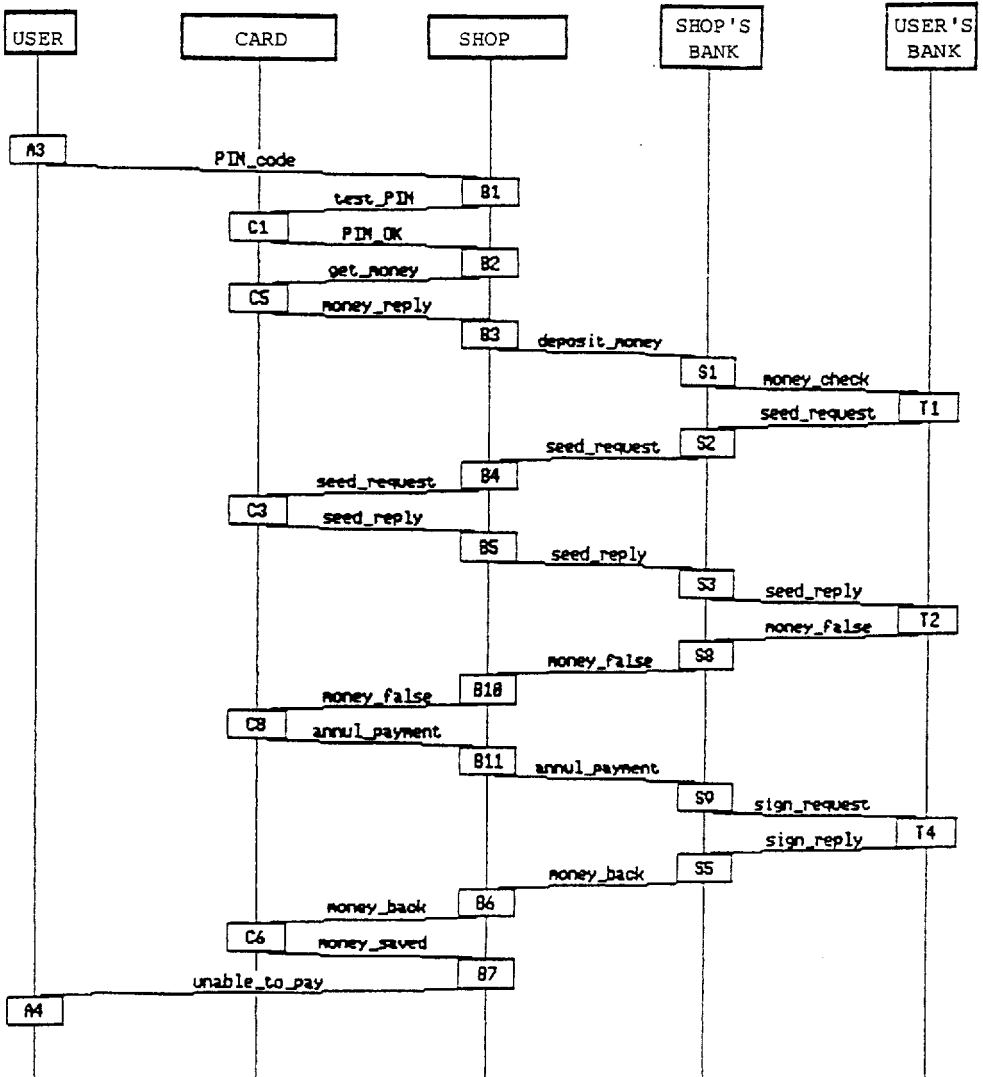 USER
CARD
SHOP
SHOP'S
BANK
USER'S
BANK
A3
PIN_code
B1
test_PIN
C1
PIN_OK
B2
get_money
C5
money_reply
B3
deposit_money
S1
money_check
T1
seed_request
S2
seed_request
B4
seed_request
C3
seed_reply
B5
seed_reply
S3
seed_reply
T2
money_false
S8
money_false
B10
money_false
C8
annul_payment
B11
annul_payment
S9
sign_request
T4
sign_reply
S5
money_back
B6
money_back
C6
money_saved
B7
unable_to_pay
A4